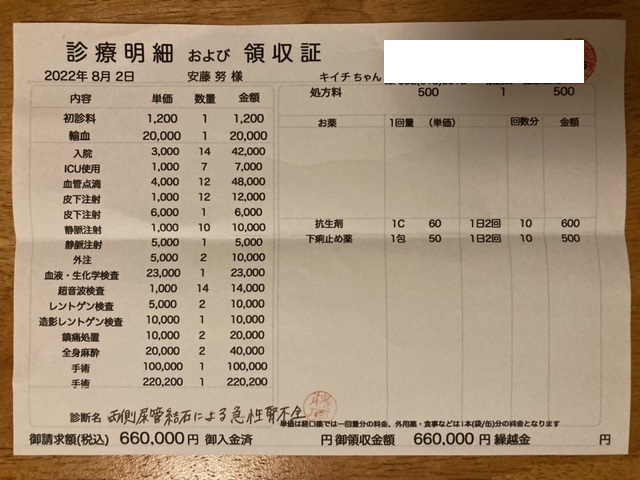 診療明細 および 領収証
2022年 8月 2日 安藤 努 様 キイチちゃん
内容 単価 数量 金額
初診料 1,200 1 1,200
輸血 20,000 1 20,000
入院 3,000 14 42,000
ICU使用 1,000 7 7,000
血管点滴 4,000 12 48,000
皮下注射 1,000 12 12,000
皮下注射 6,000 1 6,000
静脈注射 1,000 10 10,000
静脈注射 5,000 1 5,000
外注 5,000 2 10,000
血液・生化学検査 23,000 1 23,000
超音波検査 1,000 14 14,000
レントゲン検査 5,000 2 10,000
造影レントゲン検査 10,000 1 10,000
鎮痛処置 10,000 2 20,000
全身麻酔 20,000 2 40,000
手術 100,000 1 100,000
手術 220,200 1 220,200
処方料 500 1 500
お薬 1回量 (単価) 回数分 金額
抗生剤 1C 60 1日2回 10 600
下痢止め薬 1包 50 1日2回 10 500
診断名 両側尿管結石による急性腎不全
単価は経口薬では一回量分の料金、外用薬・食事などは1本(袋/缶)分の料金となります
御請求額(税込) 660,000円 御入金済 円 御領収金額 660,000円 繰越金 円